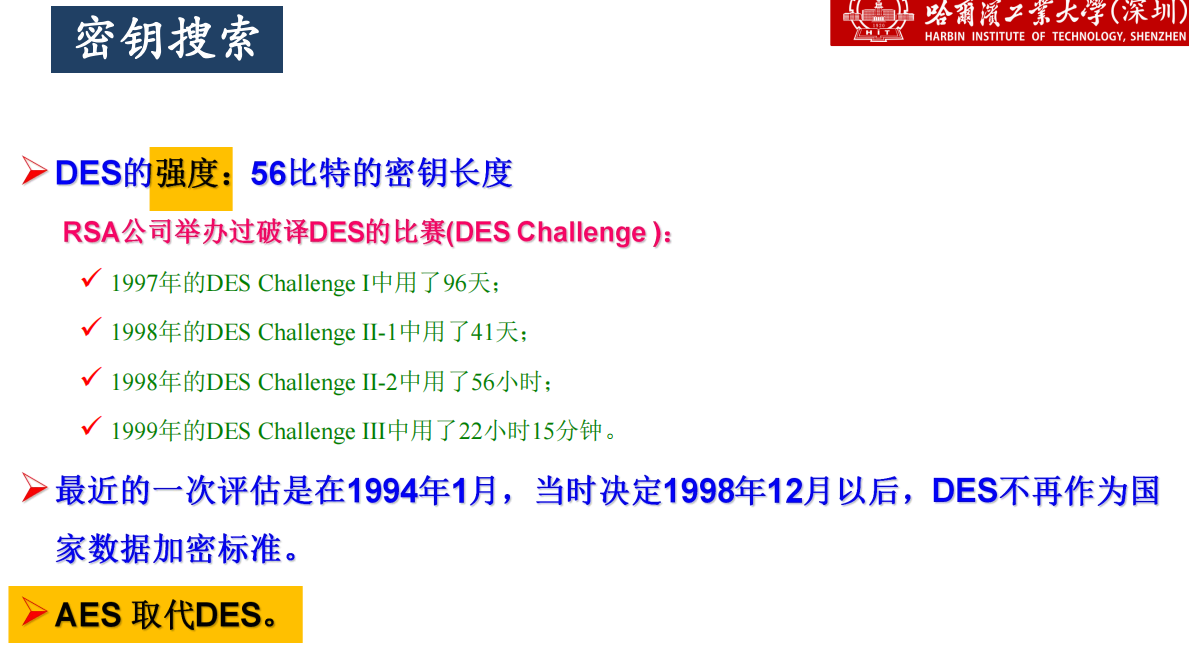 密钥搜索
哈爾濱工業大學(深圳)
HARBIN INSTITUTE OF TECHNOLOGY, SHENZHEN
1920
HIT
DES的强度：56比特的密钥长度
RSA公司举办过破译DES的比赛(DES Challenge )：
1997年的DES Challenge I中用了96天；
1998年的DES Challenge II-1中用了41天；
1998年的DES Challenge II-2中用了56小时；
1999年的DES Challenge III中用了22小时15分钟。
最近的一次评估是在1994年1月，当时决定1998年12月以后，DES不再作为国
家数据加密标准。
AES 取代DES。